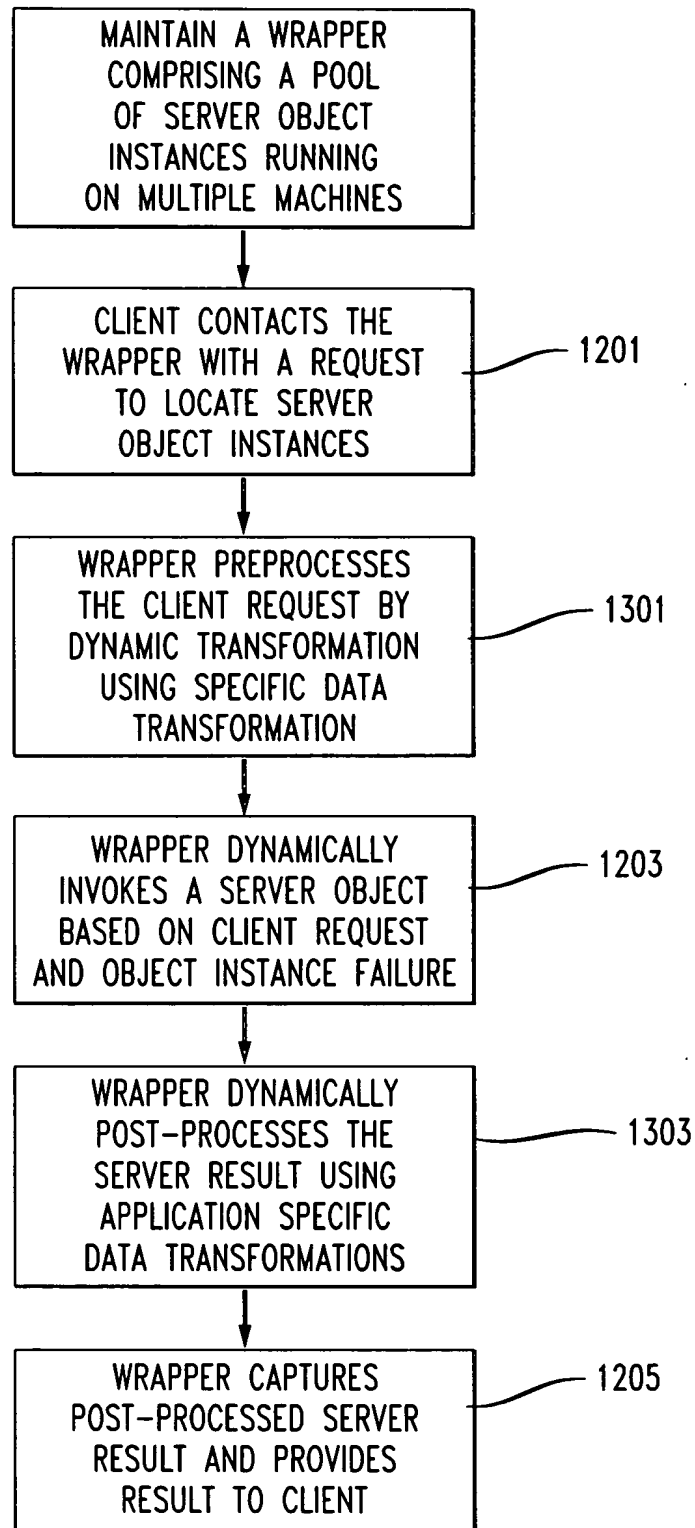 MAINTAIN A WRAPPER
COMPRISING A POOL
OF SERVER OBJECT
INSTANCES RUNNING
ON MULTIPLE MACHINES
CLIENT CONTACTS THE
WRAPPER WITH A REQUEST
TO LOCATE SERVER
OBJECT INSTANCES
1201
WRAPPER PREPROCESSES
THE CLIENT REQUEST BY
DYNAMIC TRANSFORMATION
USING SPECIFIC DATA
TRANSFORMATION
1301
WRAPPER DYNAMICALLY
INVOKES A SERVER OBJECT
BASED ON CLIENT REQUEST
AND OBJECT INSTANCE FAILURE
1203
WRAPPER DYNAMICALLY
POST-PROCESSES THE
SERVER RESULT USING
APPLICATION SPECIFIC
DATA TRANSFORMATIONS
1303
WRAPPER CAPTURES
POST-PROCESSED SERVER
RESULT AND PROVIDES
RESULT TO CLIENT
1205